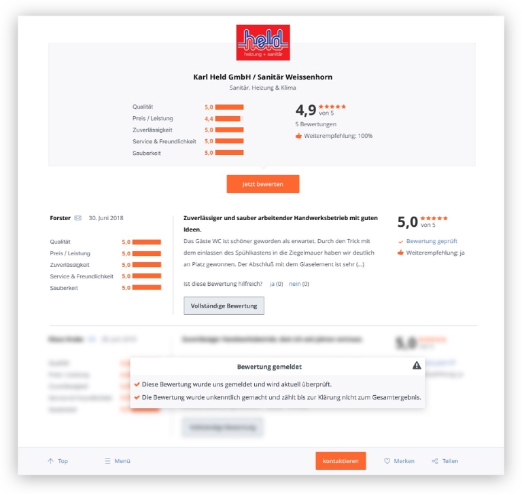 held
heizung + sanitär
Karl Held GmbH / Sanitär Weissenhorn
Sanitär, Heizung & Klima
Qualität 5,0
Preis / Leistung 4,4
Zuverlässigkeit 5,0
Service & Freundlichkeit 5,0
Sauberkeit 5,0
4,9 von 5
5 Bewertungen
Weiterempfehlung: 100%
Jetzt bewerten
Forster 30. Juni 2018
Qualität 5,0
Preis / Leistung 5,0
Zuverlässigkeit 5,0
Service & Freundlichkeit 5,0
Sauberkeit 5,0
Zuverlässiger und sauber arbeitender Handwerksbetrieb mit guten
Ideen.
Das Gäste WC ist schöner geworden als erwartet. Durch den Trick mit
dem einlassen des Spühlkastens in die Ziegelmauer haben wir deutlich
an Platz gewonnen. Der Abschluß mit dem Glaselement ist sehr (...)
Ist diese Bewertung hilfreich? ja (0) nein (0)
Vollständige Bewertung
5,0 von 5
Bewertung geprüft
Weiterempfehlung: ja
Bewertung gemeldet
Diese Bewertung wurde uns gemeldet und wird aktuell überprüft.
Die Bewertung wurde unkenntlich gemacht und zählt bis zur Klärung nicht zum Gesamtergebnis.
Top
Menü
Kontaktieren
Merken
Teilen